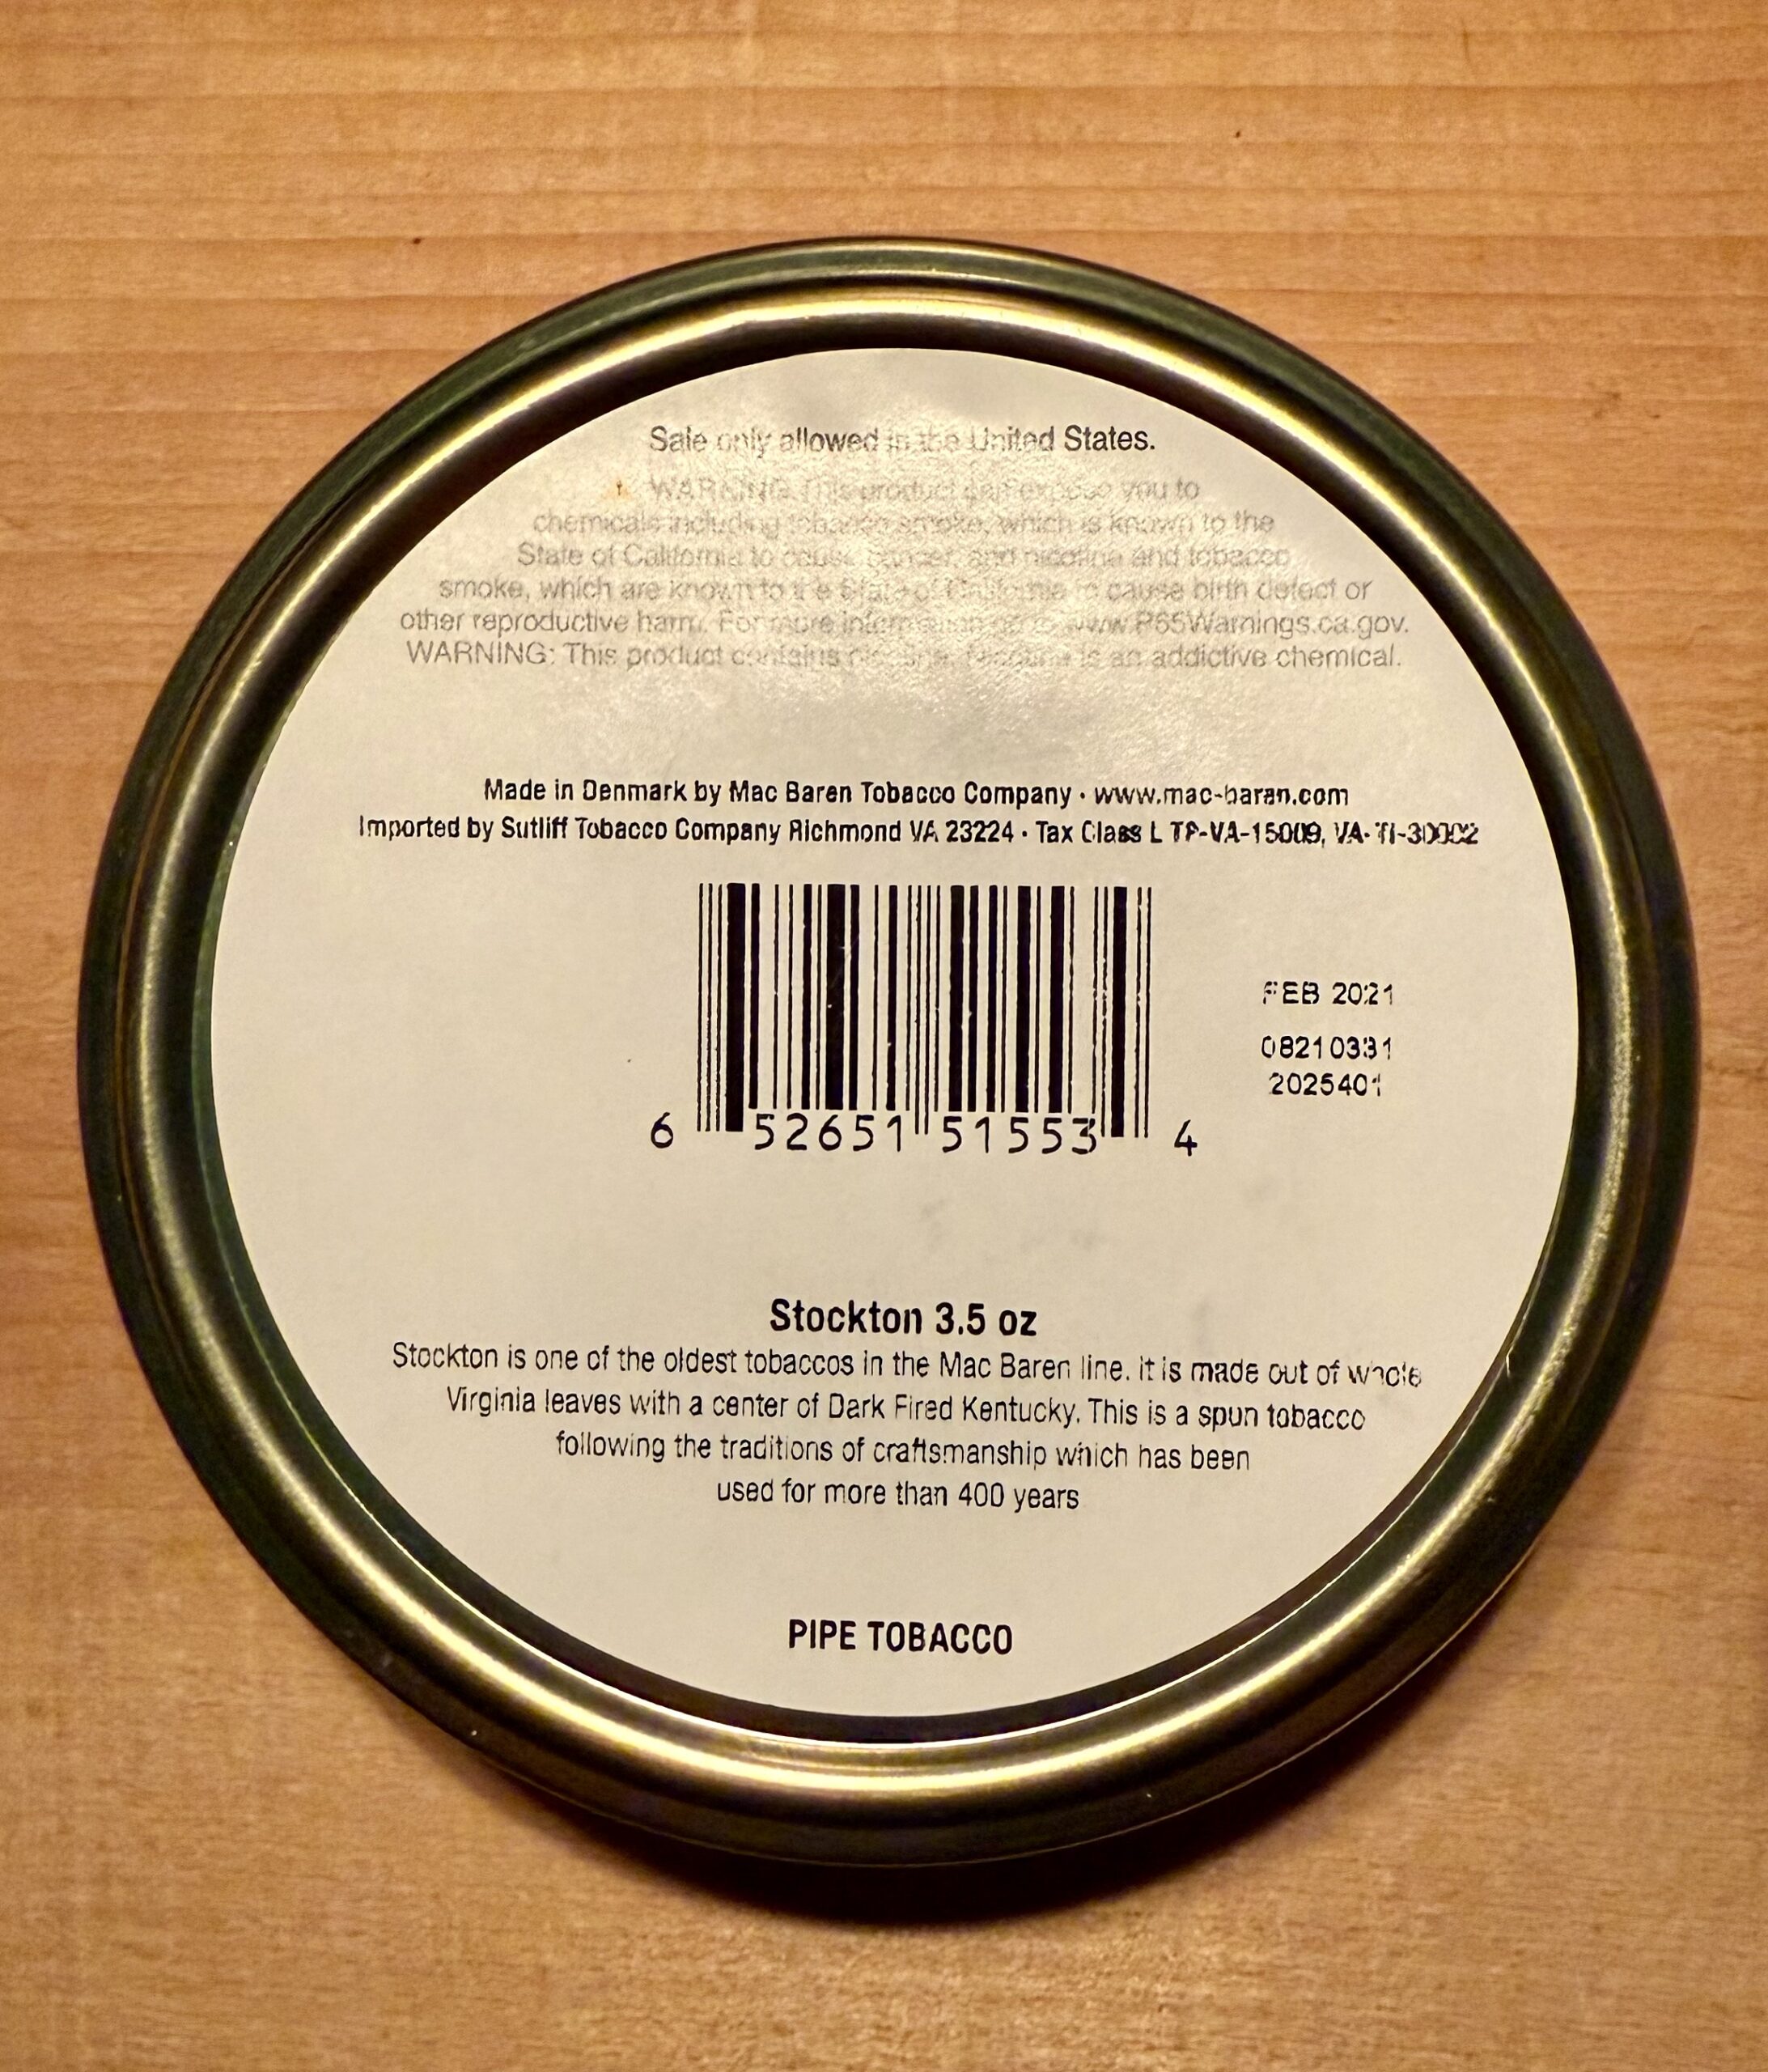 Sale only allowed in the United States.
WARNING This product can expose you to
chemicals including tobacco smoke, which is known to the
State of California to cause cancer, and nicotine and tobacco
smoke, which are known to the State of California to cause birth defect or
other reproductive harm. For more information go to www.P65Warnings.ca.gov.
WARNING: This product contains nicotine. Nicotine is an addictive chemical.
Made in Denmark by Mac Baren Tobacco Company · www.mac-baren.com
Imported by Sutliff Tobacco Company Richmond VA 23224 · Tax Class L TP-VA-15009, VA-TI-30002
FEB 2021
08210331
2025401
6 52651 51553 4
Stockton 3.5 oz
Stockton is one of the oldest tobaccos in the Mac Baren line. It is made out of whole
Virginia leaves with a center of Dark Fired Kentucky. This is a spun tobacco
following the traditions of craftsmanship which has been
used for more than 400 years
PIPE TOBACCO